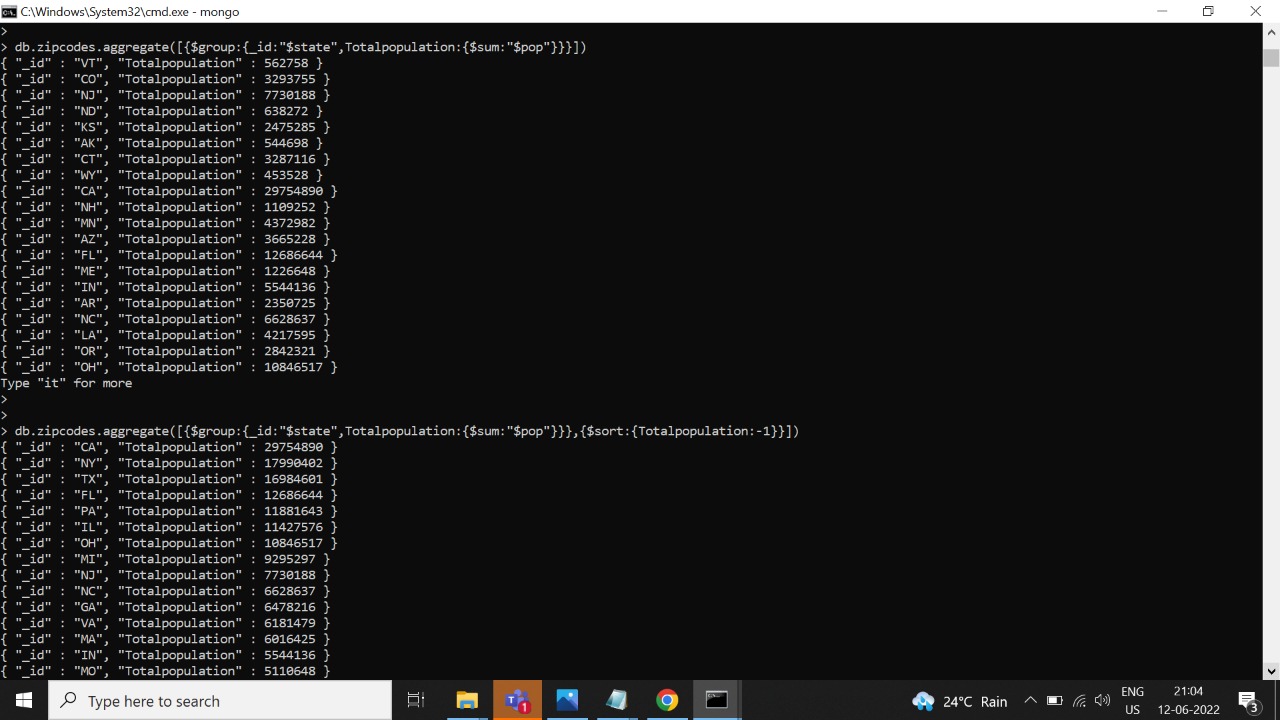 C:\Windows\System32\cmd.exe - mongo
>
> db.zipcodes.aggregate([{$group:{_id:"$state",Totalpopulation:{$sum:"$pop"}}}])
{ "_id" : "VT", "Totalpopulation" : 562758 }
{ "_id" : "CO", "Totalpopulation" : 3293755 }
{ "_id" : "NJ", "Totalpopulation" : 7730188 }
{ "_id" : "ND", "Totalpopulation" : 638272 }
{ "_id" : "KS", "Totalpopulation" : 2475285 }
{ "_id" : "AK", "Totalpopulation" : 544698 }
{ "_id" : "CT", "Totalpopulation" : 3287116 }
{ "_id" : "WY", "Totalpopulation" : 453528 }
{ "_id" : "CA", "Totalpopulation" : 29754890 }
{ "_id" : "NH", "Totalpopulation" : 1109252 }
{ "_id" : "MN", "Totalpopulation" : 4372982 }
{ "_id" : "AZ", "Totalpopulation" : 3665228 }
{ "_id" : "FL", "Totalpopulation" : 12686644 }
{ "_id" : "ME", "Totalpopulation" : 1226648 }
{ "_id" : "IN", "Totalpopulation" : 5544136 }
{ "_id" : "AR", "Totalpopulation" : 2350725 }
{ "_id" : "NC", "Totalpopulation" : 6628637 }
{ "_id" : "LA", "Totalpopulation" : 4217595 }
{ "_id" : "OR", "Totalpopulation" : 2842321 }
{ "_id" : "OH", "Totalpopulation" : 10846517 }
Type "it" for more
>
>
> db.zipcodes.aggregate([{$group:{_id:"$state",Totalpopulation:{$sum:"$pop"}}},{$sort:{Totalpopulation:-1}}])
{ "_id" : "CA", "Totalpopulation" : 29754890 }
{ "_id" : "NY", "Totalpopulation" : 17990402 }
{ "_id" : "TX", "Totalpopulation" : 16984601 }
{ "_id" : "FL", "Totalpopulation" : 12686644 }
{ "_id" : "PA", "Totalpopulation" : 11881643 }
{ "_id" : "IL", "Totalpopulation" : 11427576 }
{ "_id" : "OH", "Totalpopulation" : 10846517 }
{ "_id" : "MI", "Totalpopulation" : 9295297 }
{ "_id" : "NJ", "Totalpopulation" : 7730188 }
{ "_id" : "NC", "Totalpopulation" : 6628637 }
{ "_id" : "GA", "Totalpopulation" : 6478216 }
{ "_id" : "VA", "Totalpopulation" : 6181479 }
{ "_id" : "MA", "Totalpopulation" : 6016425 }
{ "_id" : "IN", "Totalpopulation" : 5544136 }
{ "_id" : "MO", "Totalpopulation" : 5110648 }
Type here to search
1
24°C Rain
ENG
US
21:04
12-06-2022
3